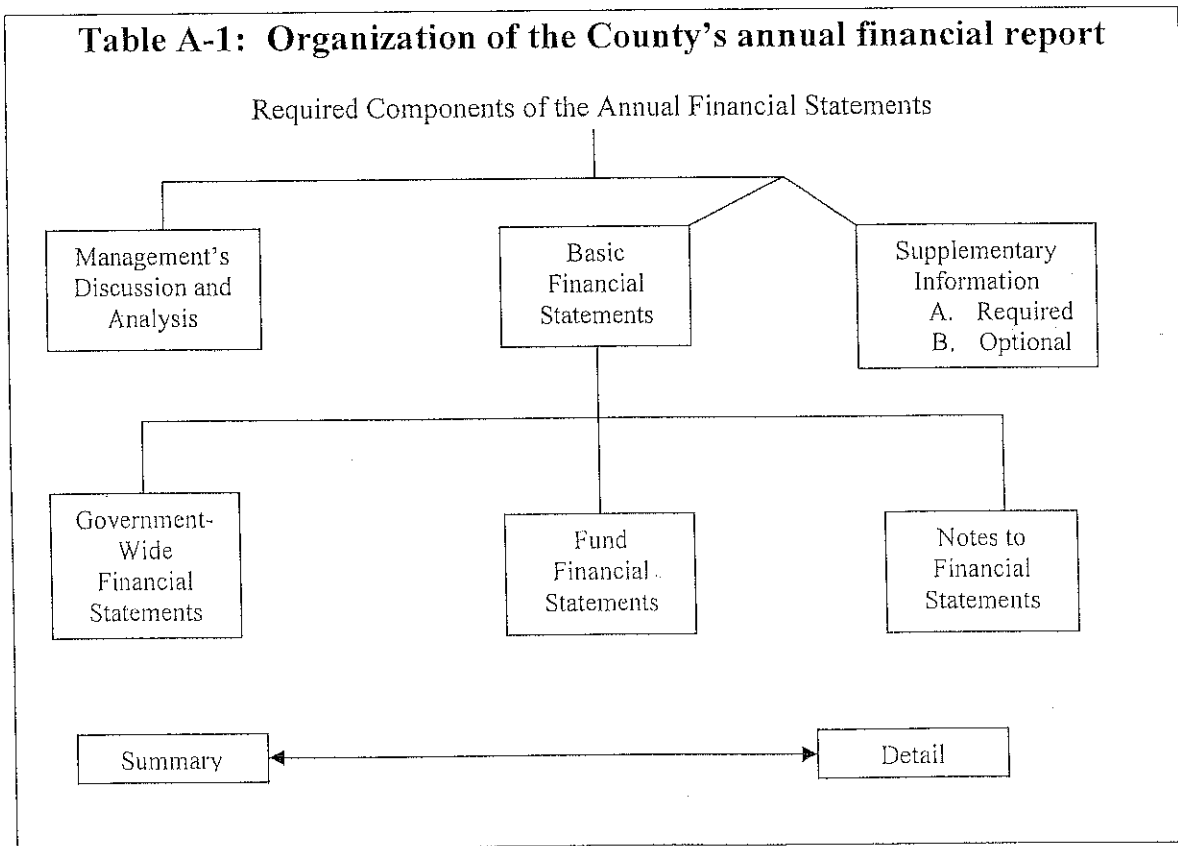 Table A-1: Organization of the County's annual financial report
Required Components of the Annual Financial Statements
Management's
Discussion and
Analysis
Basic
Financial
Statements
Supplementary
Information
A. Required
B. Optional
Government-
Wide
Financial
Statements
Fund
Financial
Statements
Notes to
Financial
Statements
Summary
Detail